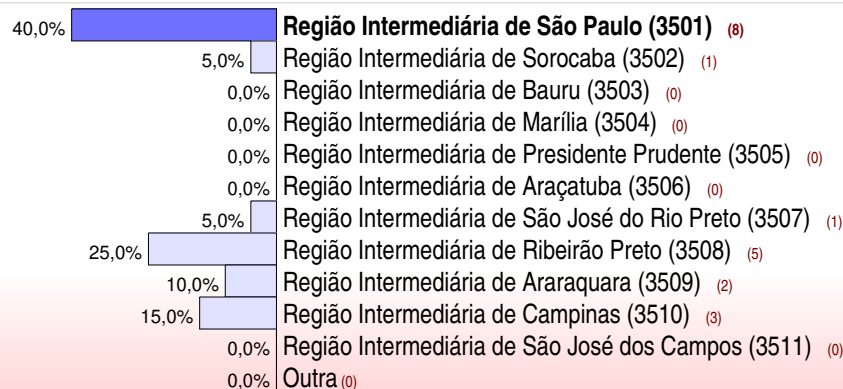 40,0% Região Intermediária de São Paulo (3501) (8)
5,0% Região Intermediária de Sorocaba (3502) (1)
0,0% Região Intermediária de Bauru (3503) (0)
0,0% Região Intermediária de Marília (3504) (0)
0,0% Região Intermediária de Presidente Prudente (3505) (0)
0,0% Região Intermediária de Araçatuba (3506) (0)
5,0% Região Intermediária de São José do Rio Preto (3507) (1)
25,0% Região Intermediária de Ribeirão Preto (3508) (5)
10,0% Região Intermediária de Araraquara (3509) (2)
15,0% Região Intermediária de Campinas (3510) (3)
0,0% Região Intermediária de São José dos Campos (3511) (0)
0,0% Outra (0)